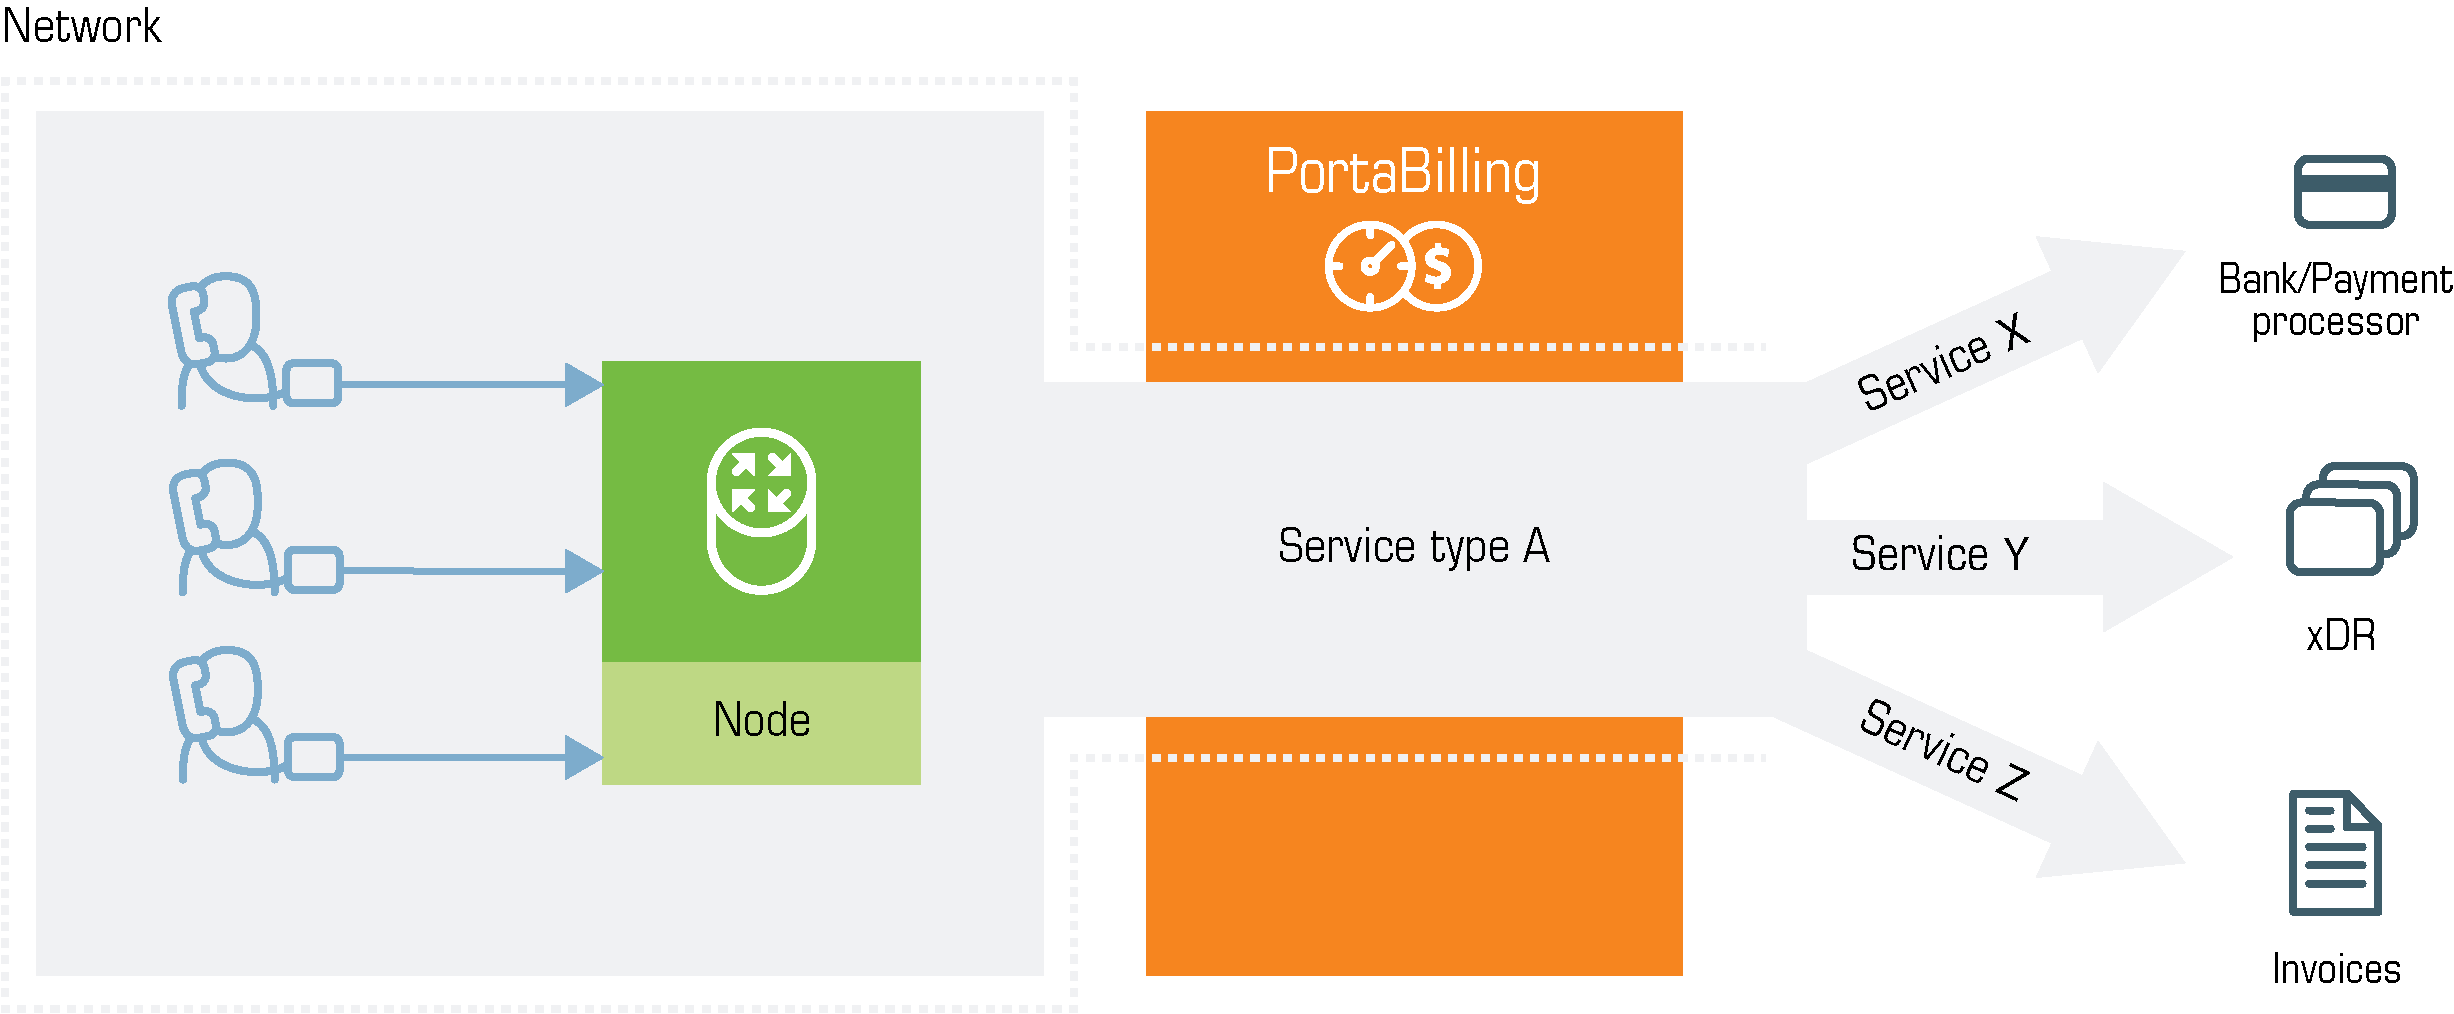 Network
PortaBilling
$
Node
Service type A
Service X
Service Y
Service Z
Bank/Payment
processor
xDR
Invoices